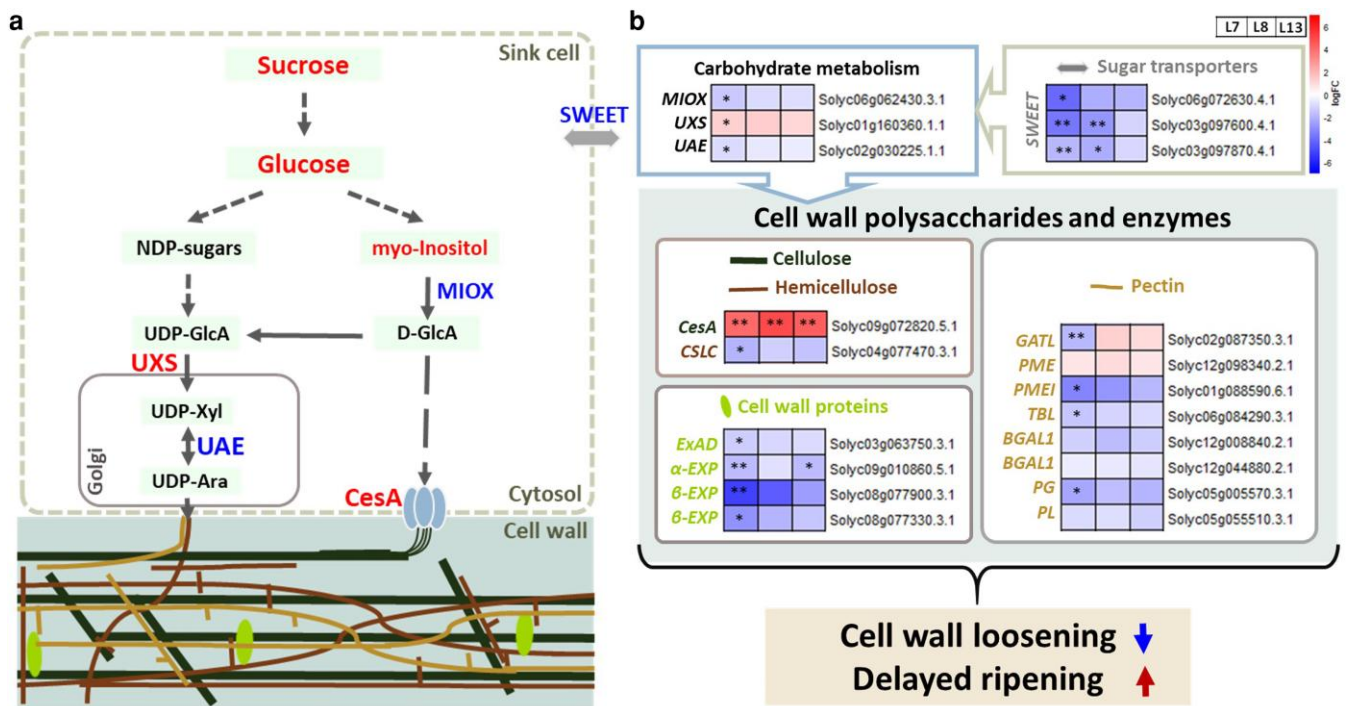 a
Sink cell
Sucrose
SWEET
Glucose
NDP-sugars
myo-Inositol
MIOX
UDP-GlcA
D-GlcA
UXS
UDP-Xyl
UAE
Golgi
UDP-Ara
CesA
Cytosol
Cell wall
b
L7 L8 L13
6
4
2
0
-2
-4
-6
logFC
Carbohydrate metabolism
MIOX * Solyc06g062430.3.1
UXS * Solyc01g160360.1.1
UAE * Solyc02g030225.1.1
Sugar transporters
SWEET
* Solyc06g072630.4.1
** ** Solyc03g097600.4.1
** * Solyc03g097870.4.1
Cell wall polysaccharides and enzymes
Cellulose
Hemicellulose
CesA ** ** ** Solyc09g072820.5.1
CSLC * Solyc04g077470.3.1
Cell wall proteins
ExAD * Solyc03g063750.3.1
α-EXP ** * Solyc09g010860.5.1
β-EXP ** Solyc08g077900.3.1
β-EXP * Solyc08g077330.3.1
Pectin
GATL ** Solyc02g087350.3.1
PME Solyc12g098340.2.1
PMEI * Solyc01g088590.6.1
TBL * Solyc06g084290.3.1
BGAL1 Solyc12g008840.2.1
BGAL1 Solyc12g044880.2.1
PG * Solyc05g005570.3.1
PL Solyc05g055510.3.1
Cell wall loosening
Delayed ripening